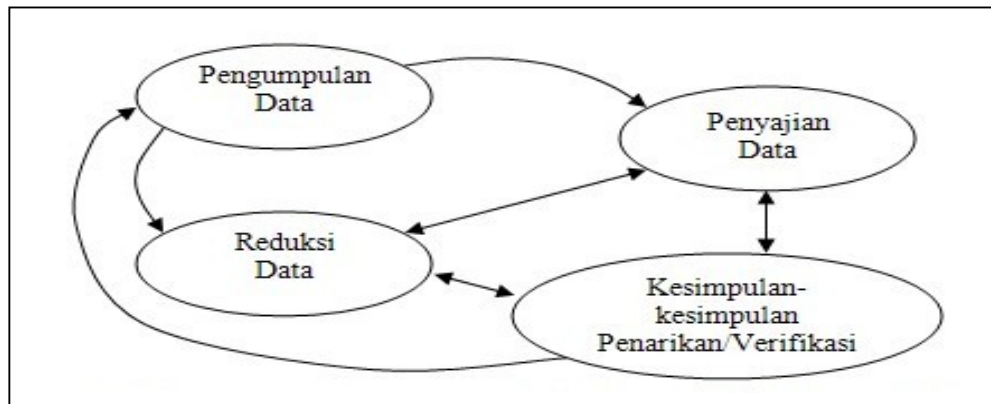 Pengumpulan
Data
Penyajian
Data
Reduksi
Data
Kesimpulan-
kesimpulan
Penarikan/Verifikasi